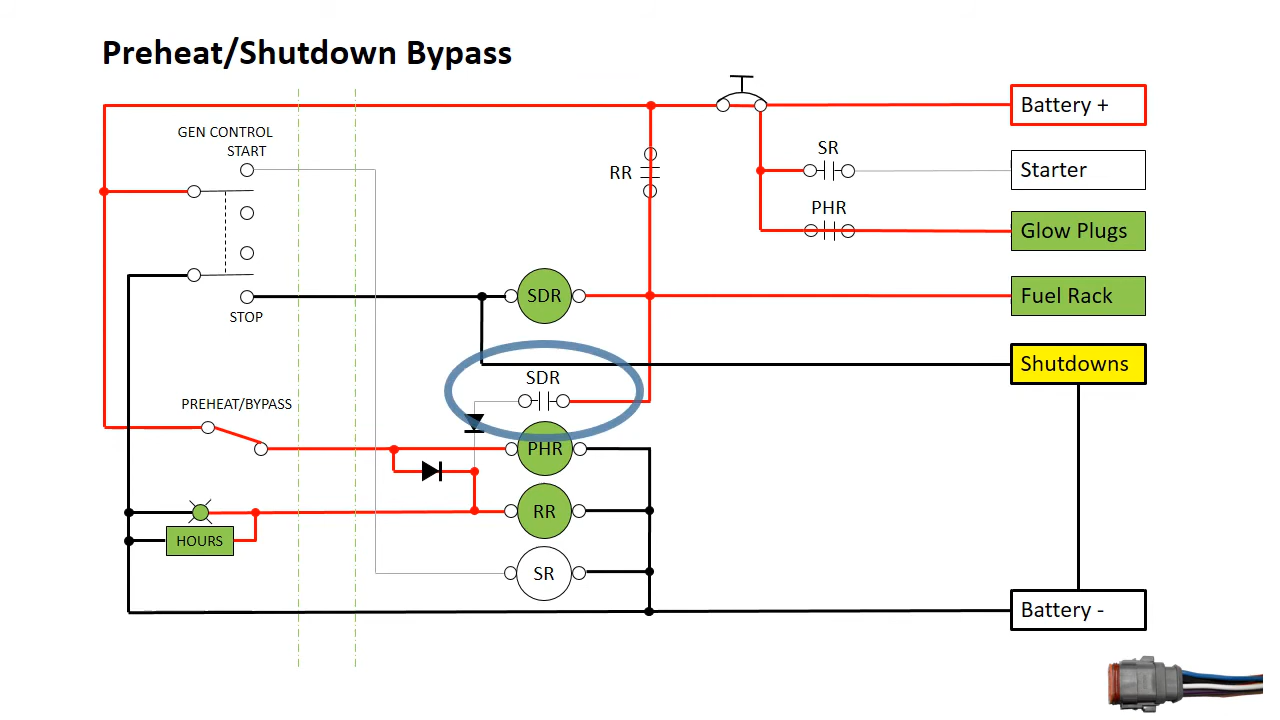 Preheat/Shutdown Bypass
GEN CONTROL
START
STOP
PREHEAT/BYPASS
HOURS
RR
SR
PHR
SDR
SDR
PHR
RR
SR
Battery +
Starter
Glow Plugs
Fuel Rack
Shutdowns
Battery -